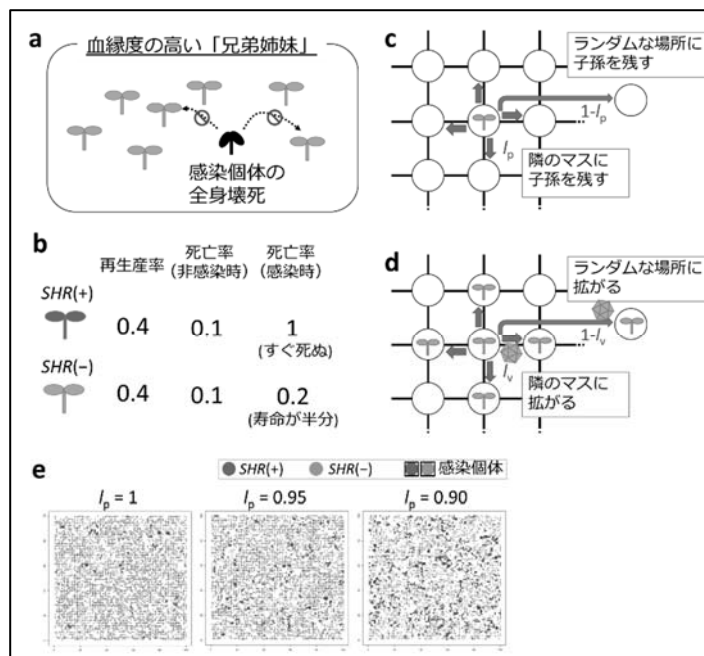 a
血縁度の高い「兄弟姉妹」
感染個体の
全身壊死
b
再生産率
死亡率
(非感染時)
死亡率
(感染時)
SHR(+)
0.4
0.1
1
(すぐ死ぬ)
SHR(−)
0.4
0.1
0.2
(寿命が半分)
c
ランダムな場所に
子孫を残す
1-lp
lp
隣のマスに
子孫を残す
d
ランダムな場所に
拡がる
1-lv
lv
隣のマスに
拡がる
e
SHR(+) SHR(−) 感染個体
lp = 1
lp = 0.95
lp = 0.90